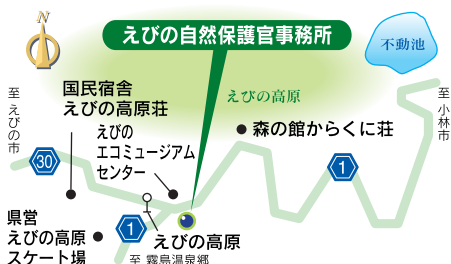 N
えびの自然保護官事務所
不動池
至えびの市
国民宿舎
えびの高原荘
えびの高原
至小林市
えびの
エコミュージアム
センター
森の館からくに荘
30
1
県営
えびの高原
スケート場
1
えびの高原
至 霧島温泉郷